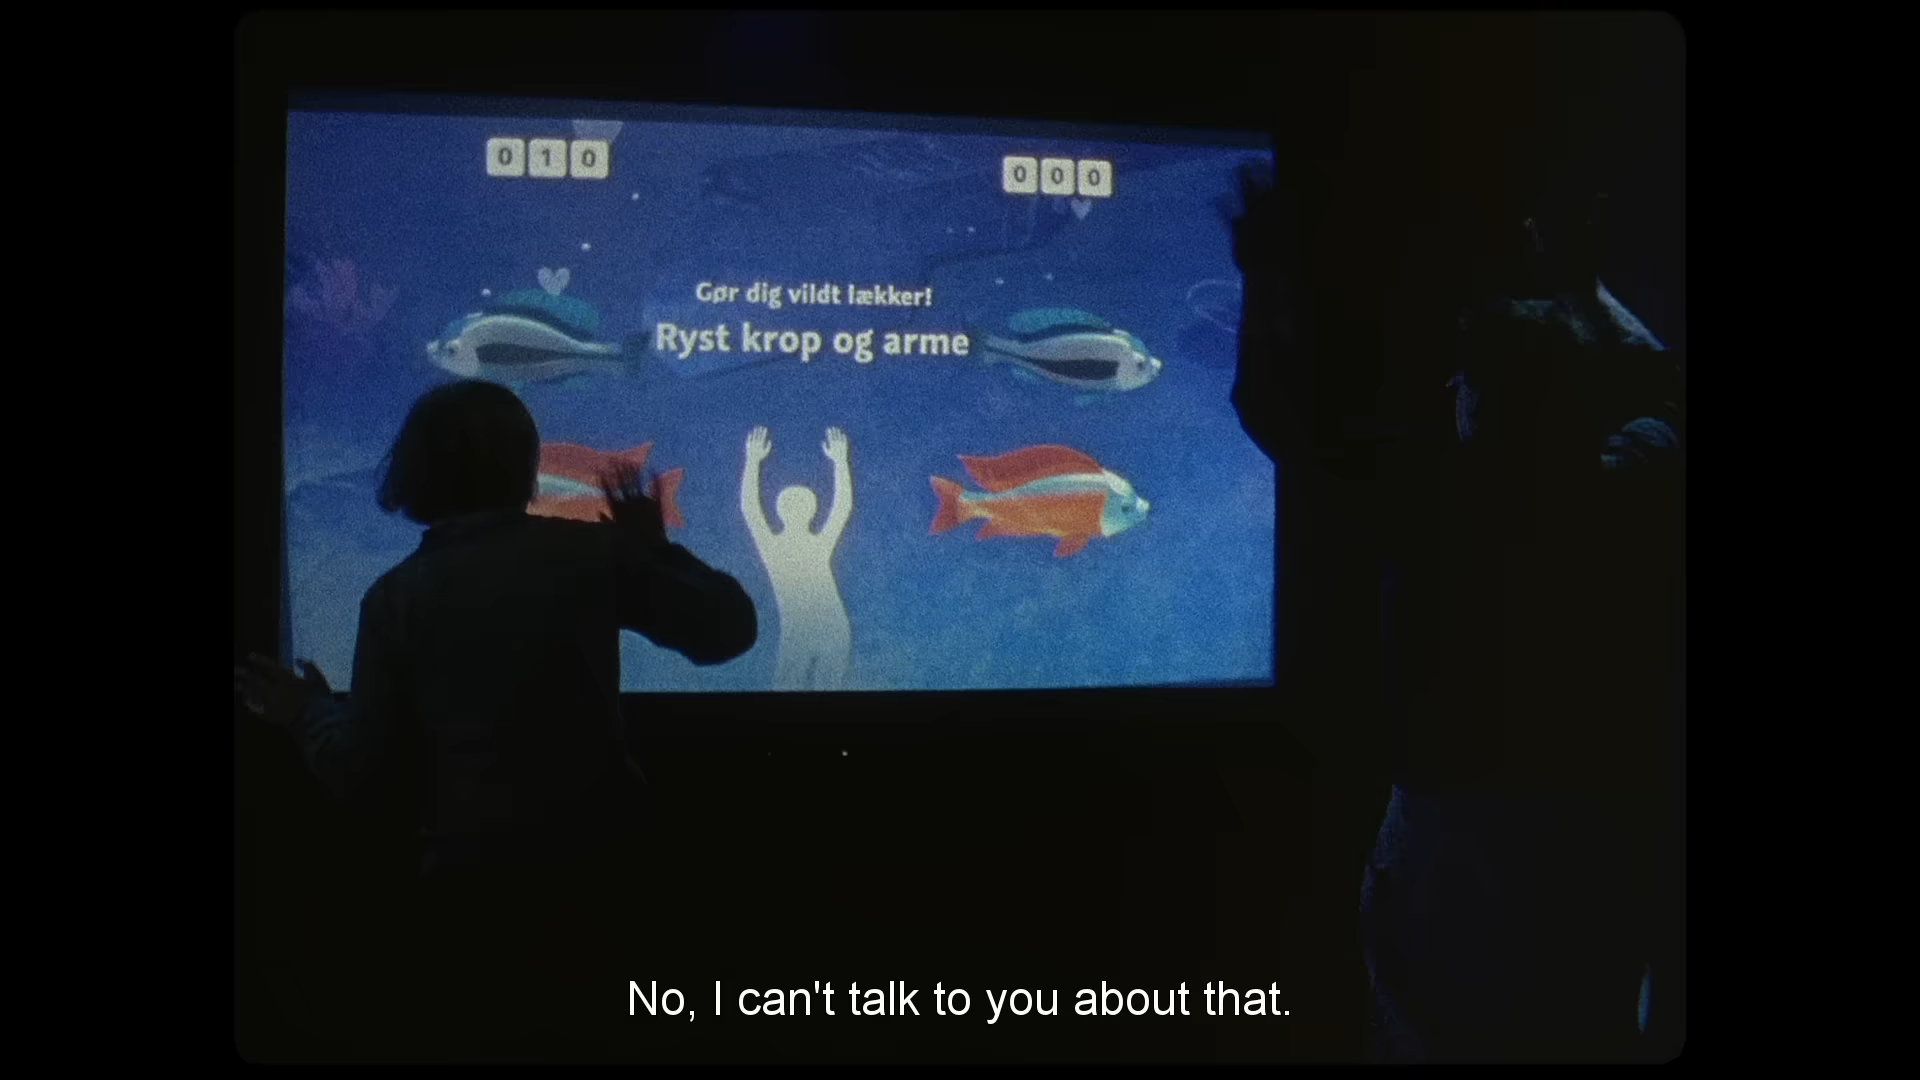 010
000
Gør dig vildt lækker!
Ryst krop og arme
No, I can't talk to you about that.